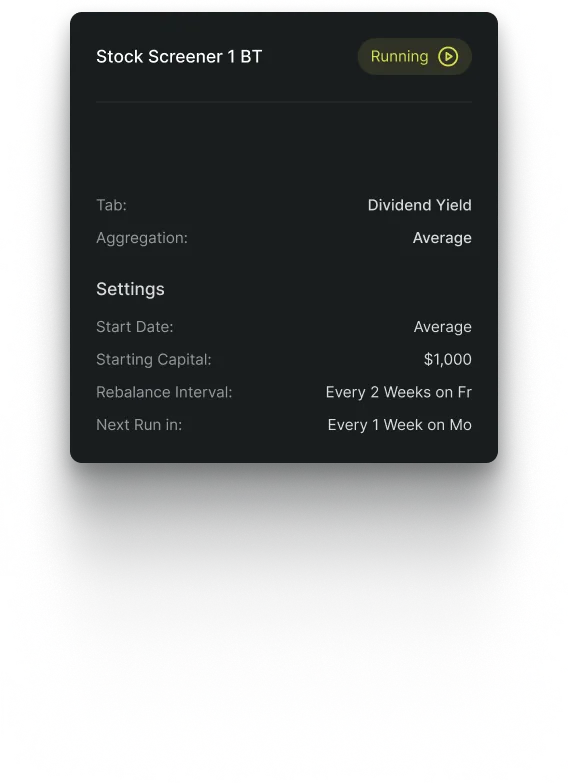 Stock Screener 1 BT Running
Tab: Dividend Yield
Aggregation: Average
Settings
Start Date: Average
Starting Capital: $1,000
Rebalance Interval: Every 2 Weeks on Fr
Next Run in: Every 1 Week on Mo